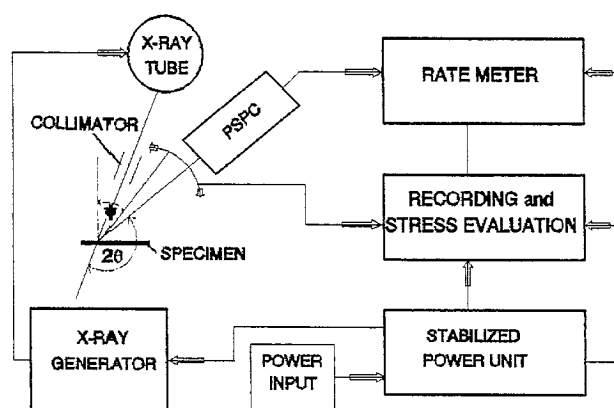 X-RAY
TUBE
RATE METER
PSPC
COLLIMATOR
RECORDING and
STRESS EVALUATION
Ψ
2θ
SPECIMEN
X-RAY
GENERATOR
POWER
INPUT
STABILIZED
POWER UNIT